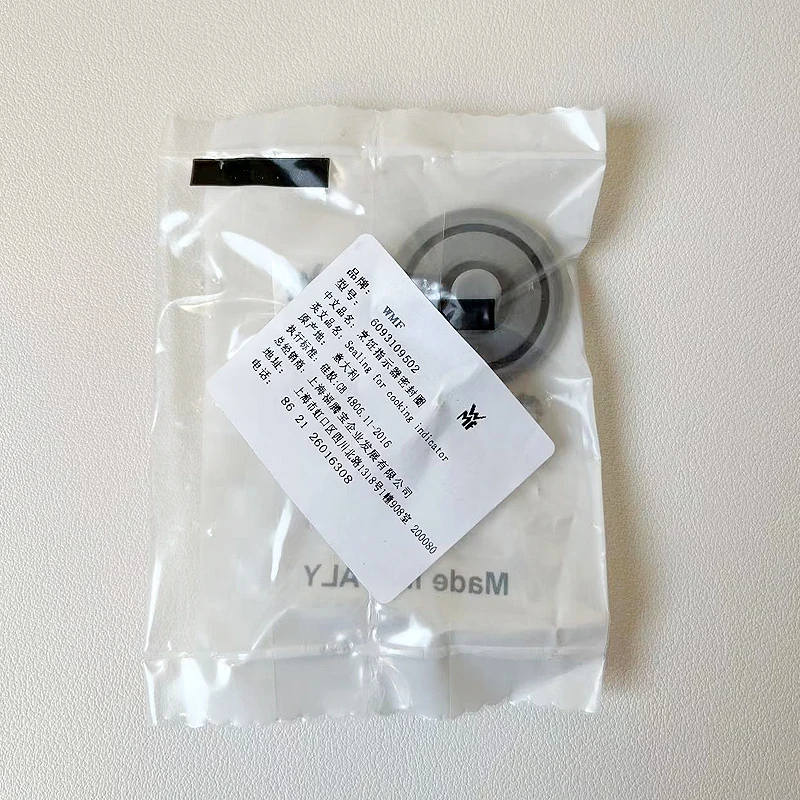 品牌： WMF
型号： 6093109502
中文品名： 烹饪指示器密封圈
英文品名： Sealing for cooking indicator
原产地： 意大利
执行标准： 硅胶:GB 4806.11-2016
总经销商： 上海福腾宝企业发展有限公司
地址： 上海市虹口区四川北路1318号1幢908室 200080
电话： 86 21 26016308
WMF
Made in ITALY